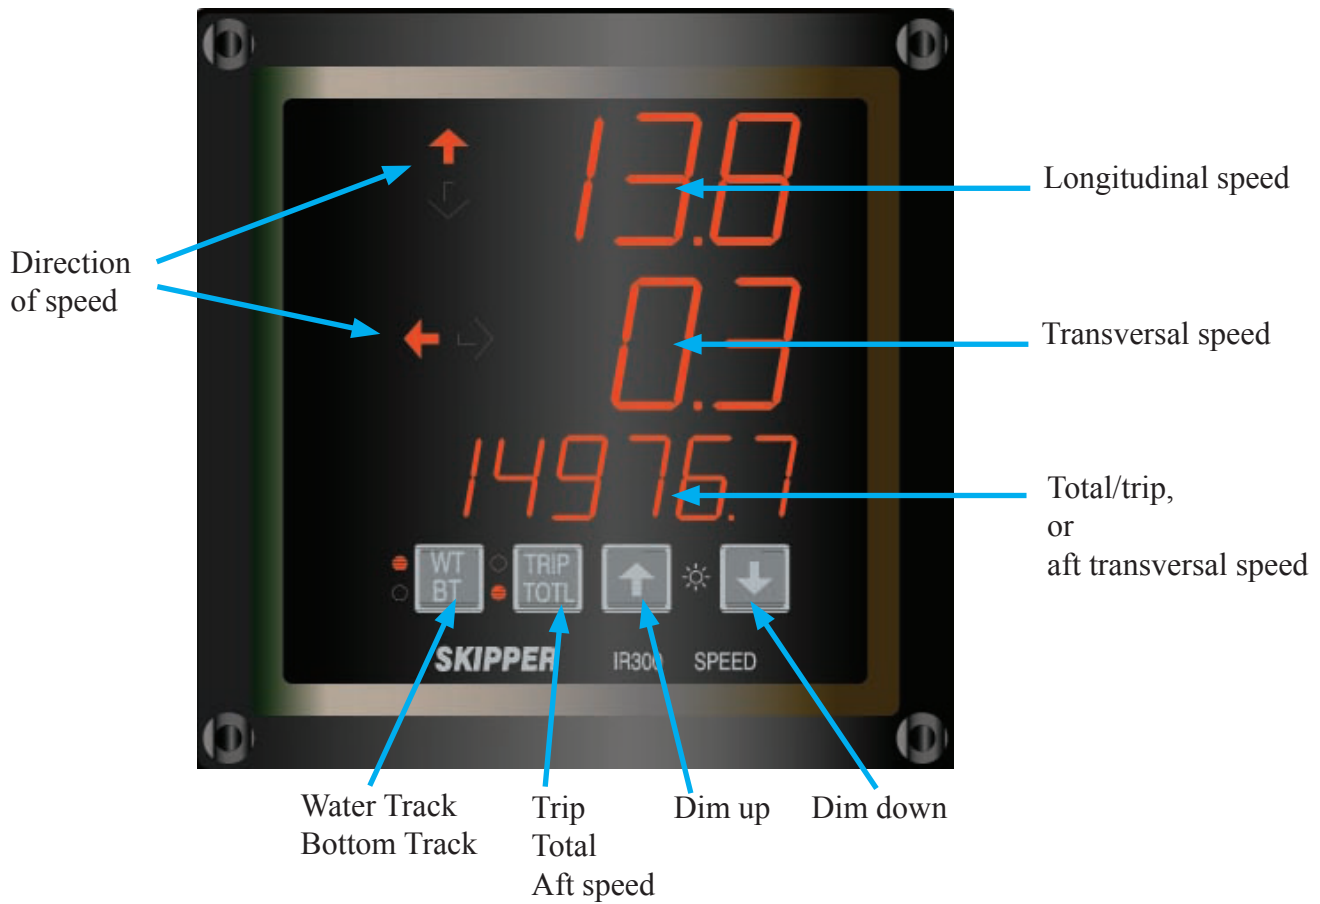 13.8
Longitudinal speed
Direction
of speed
0.3
Transversal speed
14976.7
Total/trip,
or
aft transversal speed
WT
BT
TRIP
TOTL
SKIPPER IR300 SPEED
Water Track
Bottom Track
Trip
Total
Aft speed
Dim up
Dim down